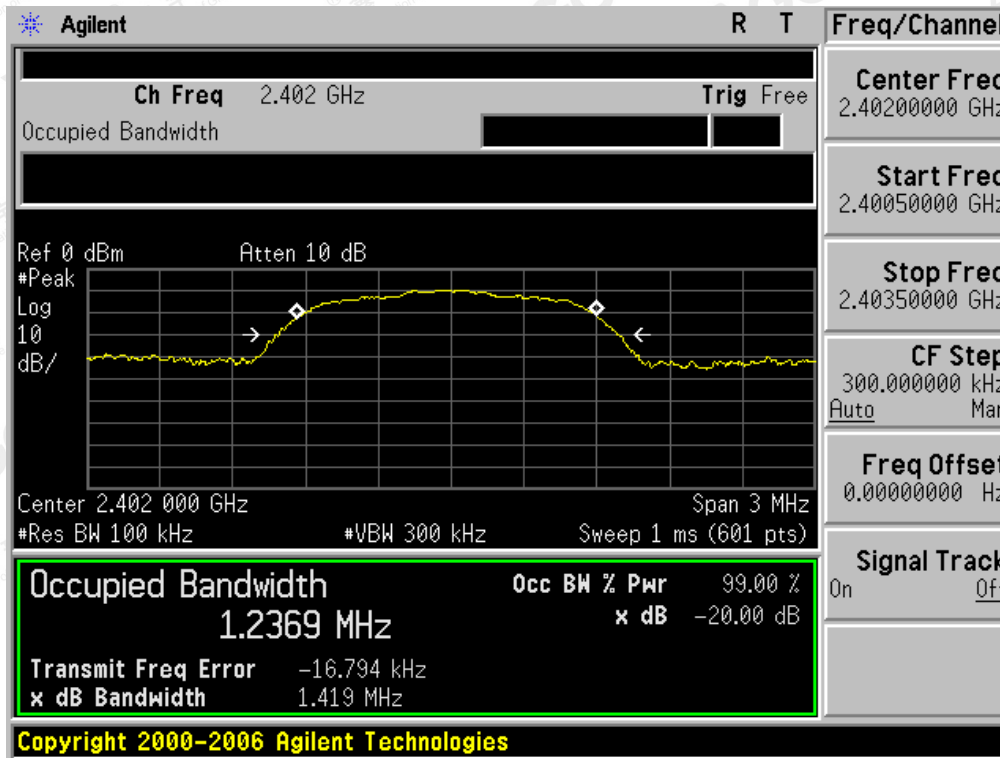 Agilent R T
Freq/Channel
Ch Freq 2.402 GHz Trig Free
Occupied Bandwidth
Center Freq
2.40200000 GHz
Start Freq
2.40050000 GHz
Stop Freq
2.40350000 GHz
CF Step
300.000000 kHz
Auto Man
Freq Offset
0.00000000 Hz
Signal Track
On Off
Ref 0 dBm Atten 10 dB
#Peak
Log
10
dB/
Center 2.402 000 GHz Span 3 MHz
#Res BW 100 kHz #VBW 300 kHz Sweep 1 ms (601 pts)
Occupied Bandwidth
1.2369 MHz
Occ BW % Pwr 99.00 %
x dB -20.00 dB
Transmit Freq Error -16.794 kHz
x dB Bandwidth 1.419 MHz
Copyright 2000-2006 Agilent Technologies